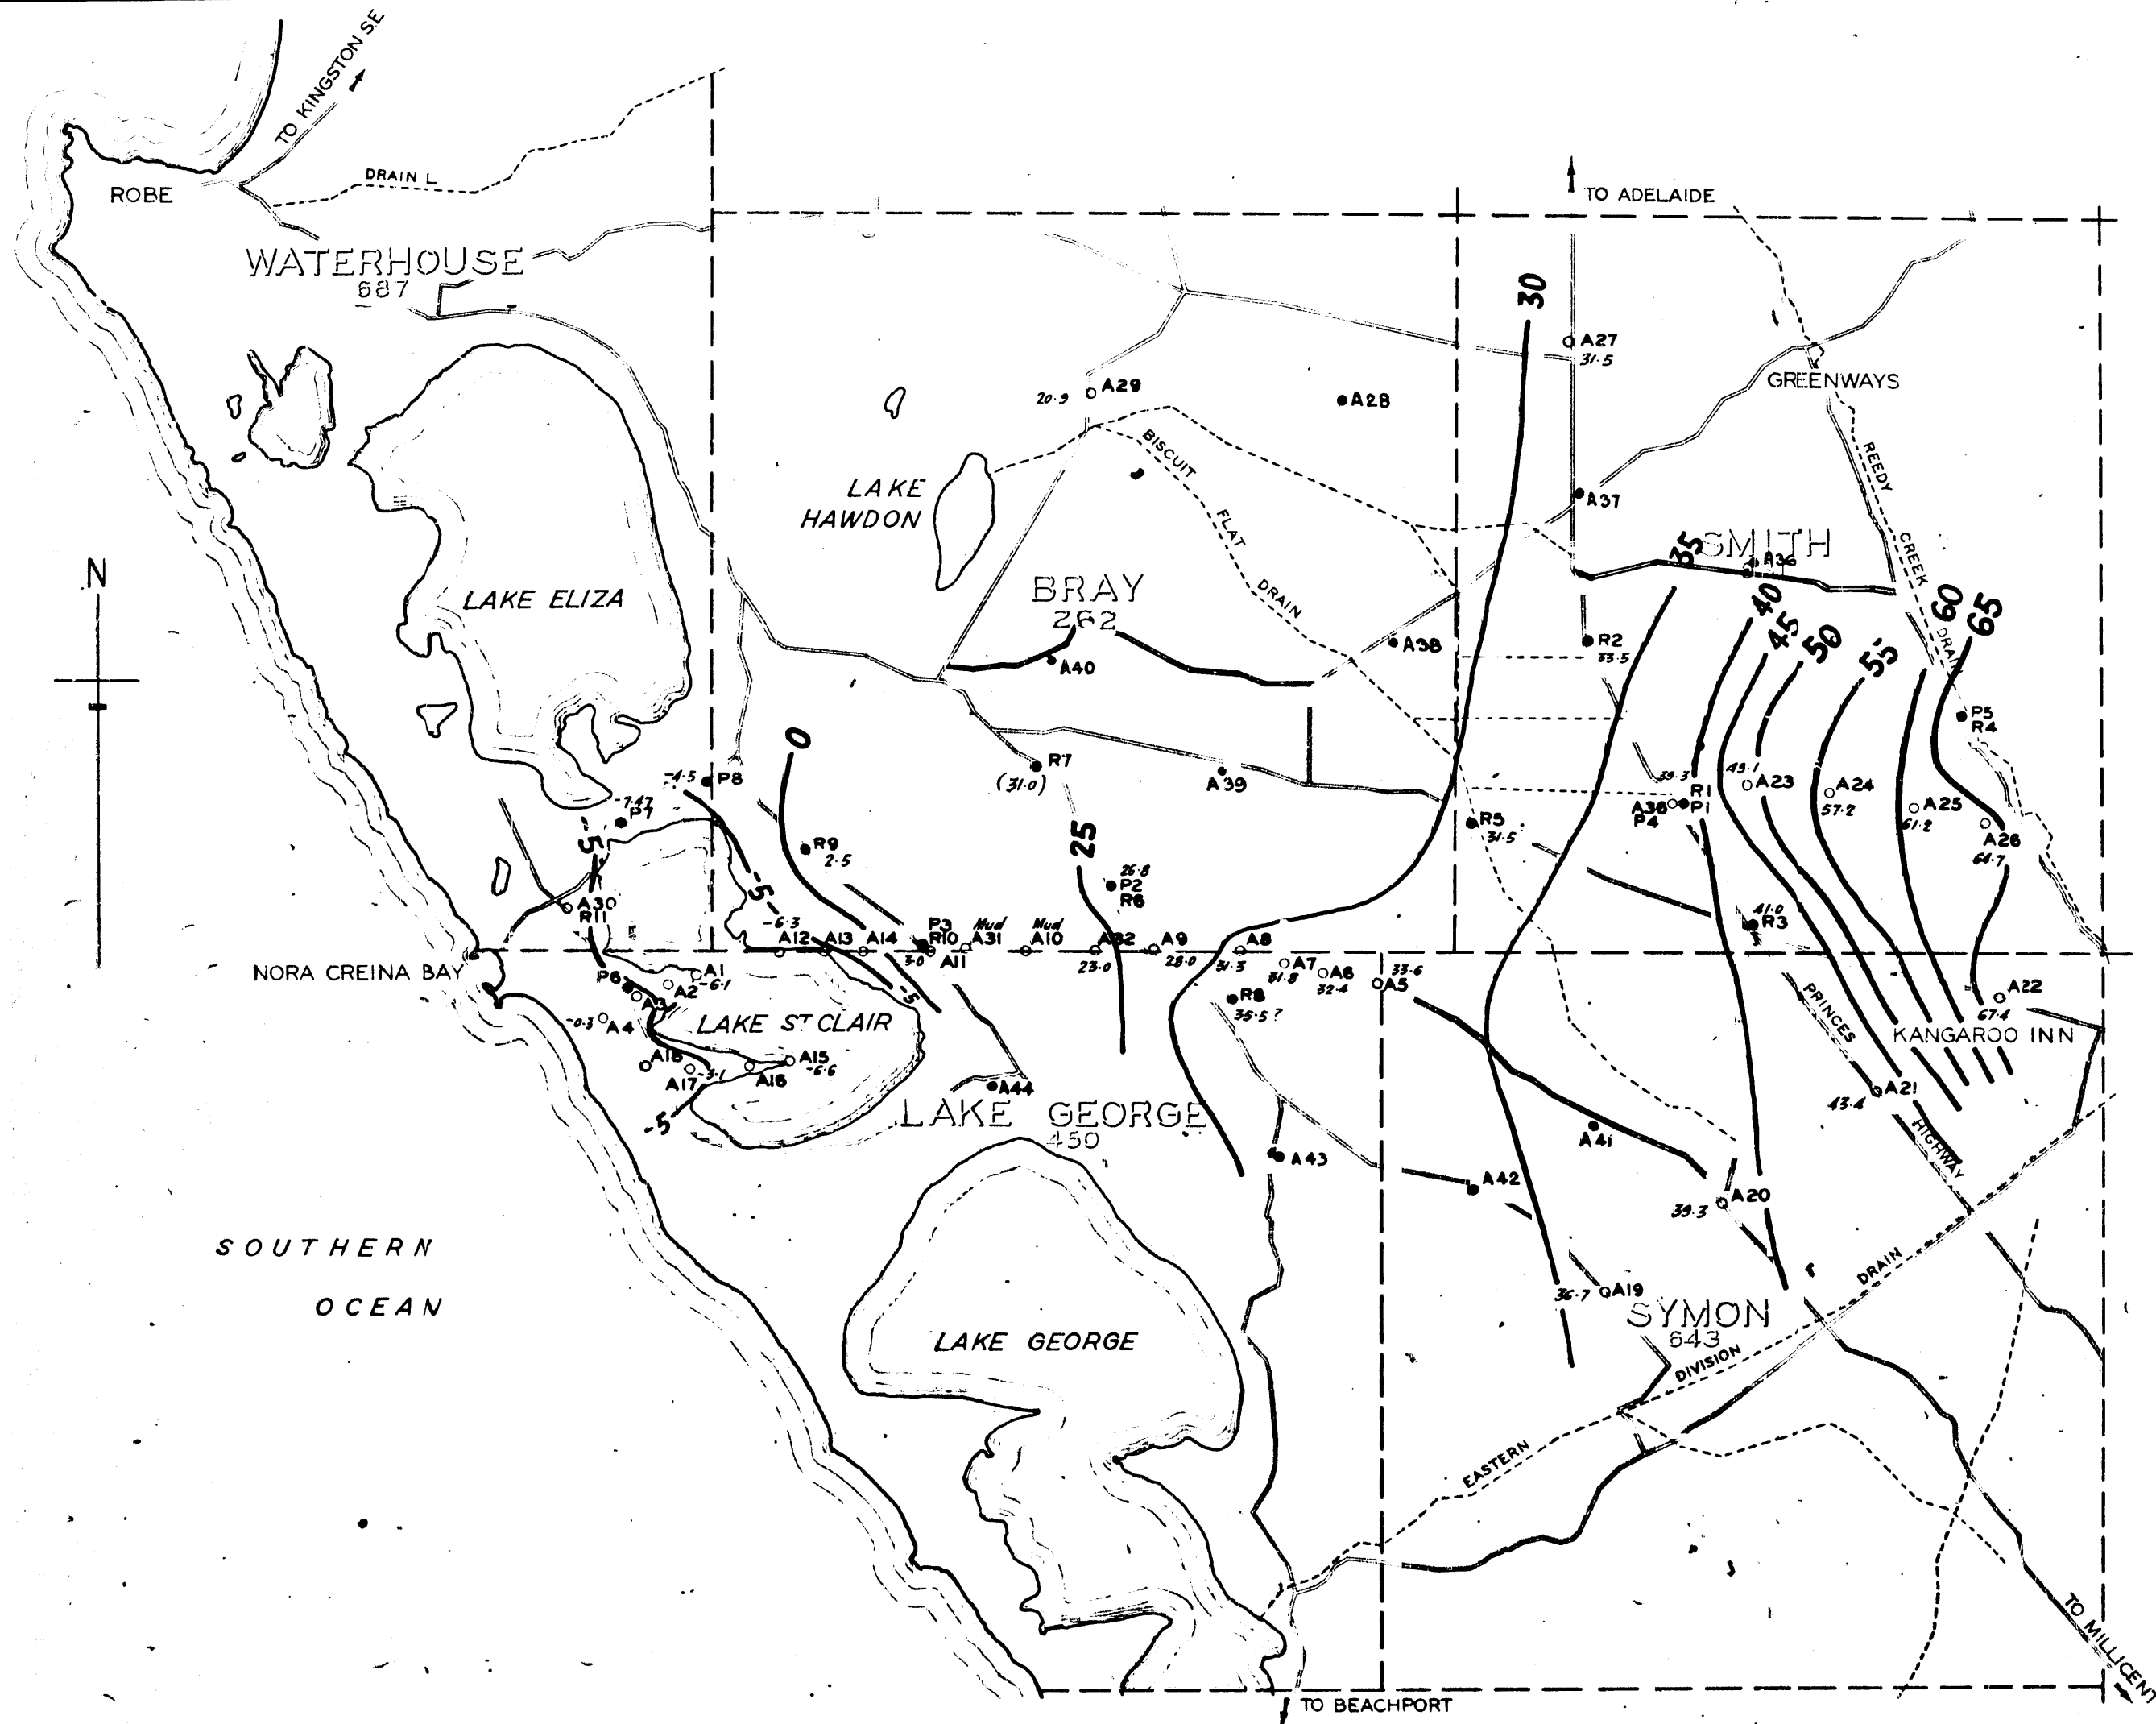 TO KINGSTON SE
DRAIN L
ROBE
TO ADELAIDE
WATERHOUSE
687
30
A27
31.5
GREENWAYS
A29
20.9
A28
BISCUIT
FLAT
DRAIN
REEDY
CREEK
DRAIN
LAKE
HAWDON
A37
SMITH
35
A36
N
LAKE ELIZA
BRAY
262
40
45
50
55
60
65
A38
R2
33.5
A40
P5
R4
0
R7
(31.0)
A39
-4.5
P8
-7.47
P7
-5
39.3
R1
P1
A36
P4
49.1
A23
A24
57.2
A25
61.2
A26
64.7
R5
31.5
25
R9
2.5
26.8
P2
R6
-5
A30
R11
-6.3
A12
A13
A14
P3
R10
3.0
A11
Mud
A31
Mud
A10
A32
23.0
A9
28.0
A8
31.3
41.0
R3
NORA CREINA BAY
P6
A1
-6.1
A2
A3
-0.3
A4
-5
A7
31.8
A6
32.4
33.6
A5
R8
35.5?
A22
67.4
LAKE ST CLAIR
PRINCES
HIGHWAY
KANGAROO INN
A18
A17
-3.1
A16
A15
-6.6
A44
A21
43.4
-5
LAKE GEORGE
450
A41
A43
A42
A20
39.3
SOUTHERN
OCEAN
36.7
A19
SYMON
643
LAKE GEORGE
EASTERN
DIVISION
DRAIN
TO MILLICENT
TO BEACHPORT